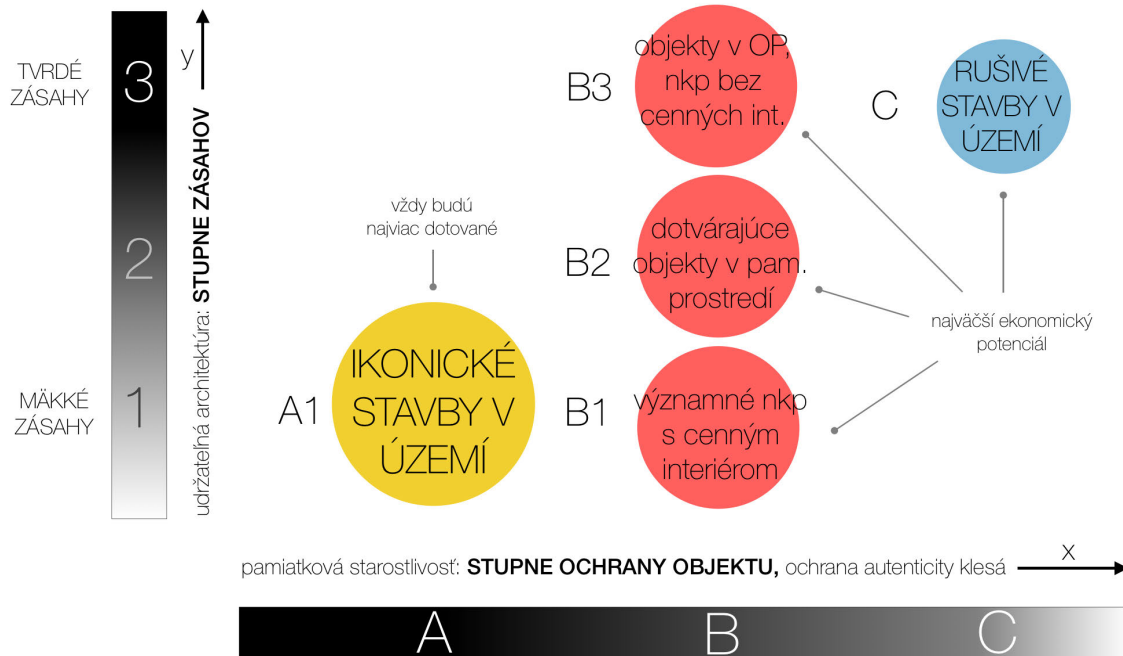 TVRDÉ
ZÁSAHY
3
2
1
MÄKKÉ
ZÁSAHY
y
udržateľná architektúra: STUPNE ZÁSAHOV
vždy budú
najviac dotované
A1
IKONICKÉ
STAVBY V
ÚZEMÍ
B3
objekty v OP,
nkp bez
cenných int.
B2
dotvárajúce
objekty v pam.
prostredí
B1
významné nkp
s cenným
interiérom
C
RUŠIVÉ
STAVBY V
ÚZEMÍ
najväčší ekonomický
potenciál
pamiatková starostlivosť: STUPNE OCHRANY OBJEKTU, ochrana autenticity klesá
x
A
B
C